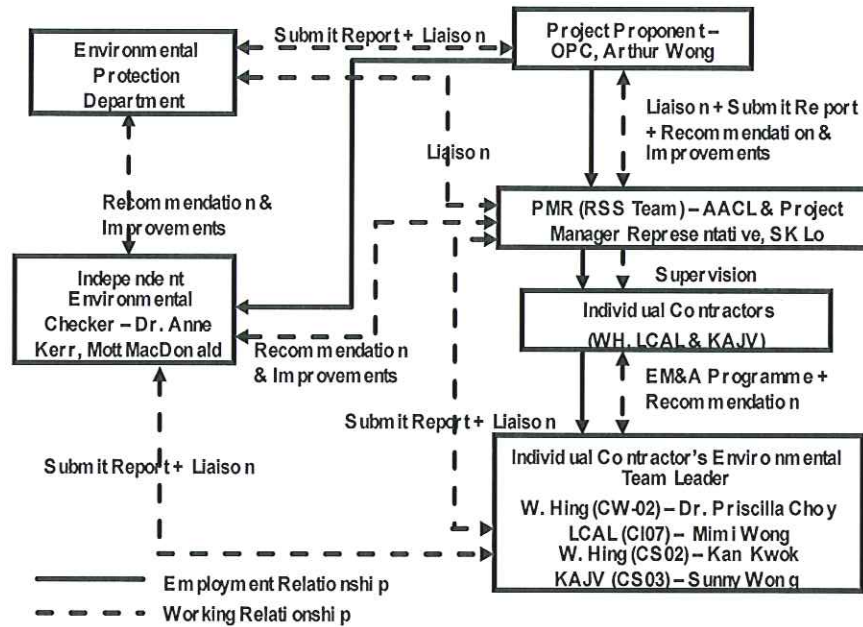 Environmental
Protection
Department
Submit Report + Liaison
Project Proponent –
OPC, Arthur Wong
Liaison + Submit Report
+ Recommendation &
Improvements
Liaison
Recommendation &
Improvements
PMR (RSS Team) – AACL & Project
Manager Representative, SK Lo
Supervision
Independent
Environmental
Checker – Dr. Anne
Kerr, Mott MacDonald
Recommendation
& Improvements
Individual Contractors
(WH, LCAL & KAJV)
EM&A Programme +
Recommendation
Submit Report + Liaison
Submit Report + Liaison
Individual Contractor's Environmental
Team Leader
W. Hing (CW-02) – Dr. Priscilla Choy
LCAL (CI07) – Mimi Wong
W. Hing (CS02) – Kan Kwok
KAJV (CS03) – Sunny Wong
Employment Relationship
Working Relationship